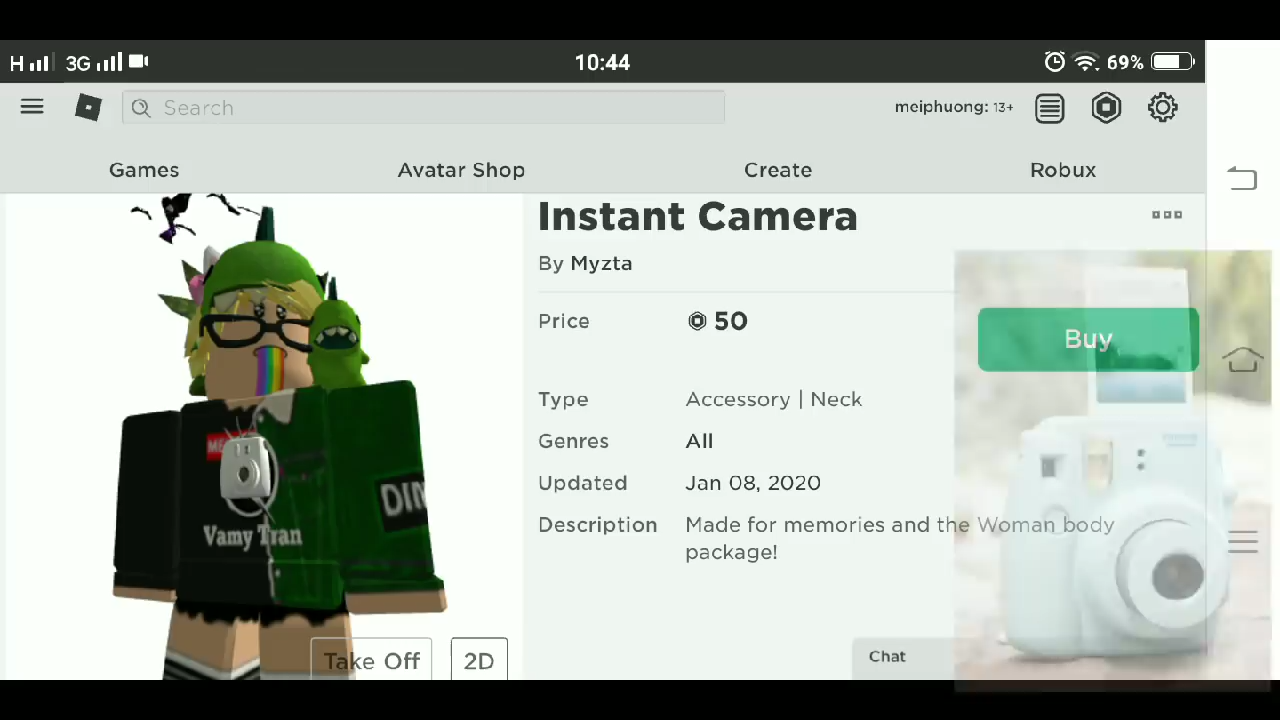 H 3G 10:44 69%
Search
meiphuong: 13+
Games Avatar Shop Create Robux
Instant Camera
By Myzta
Price 50
Buy
Type Accessory | Neck
Genres All
Updated Jan 08, 2020
Description Made for memories and the Woman body
package!
DIN
Vamy Tran
Take Off 2D
Chat